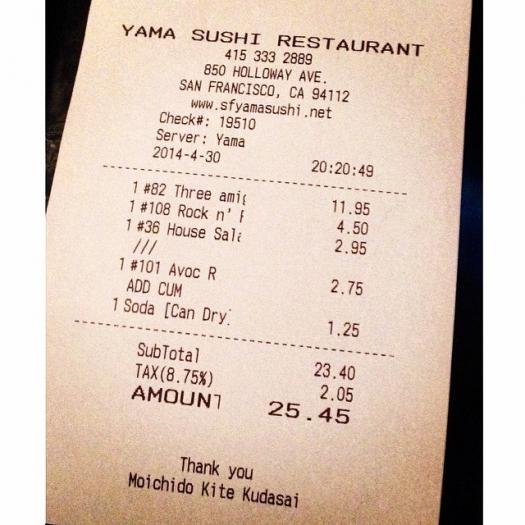 YAMA SUSHI RESTAURANT
415 333 2889
850 HOLLOWAY AVE.
SAN FRANCISCO, CA 94112
www.sfyamasushi.net
Check#: 19510
Server: Yama
2014-4-30 20:20:49
1 #82 Three amig 11.95
1 #108 Rock n' 4.50
1 #36 House Sala 2.95
///
1 #101 Avoc R 2.75
ADD CUM
1 Soda [Can Dry] 1.25
SubTotal 23.40
TAX(8.75%) 2.05
AMOUNT 25.45
Thank you
Moichido Kite Kudasai